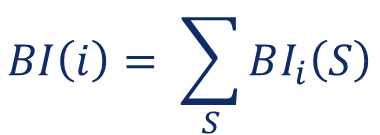 BI(i) = ∑_S BI_i(S)